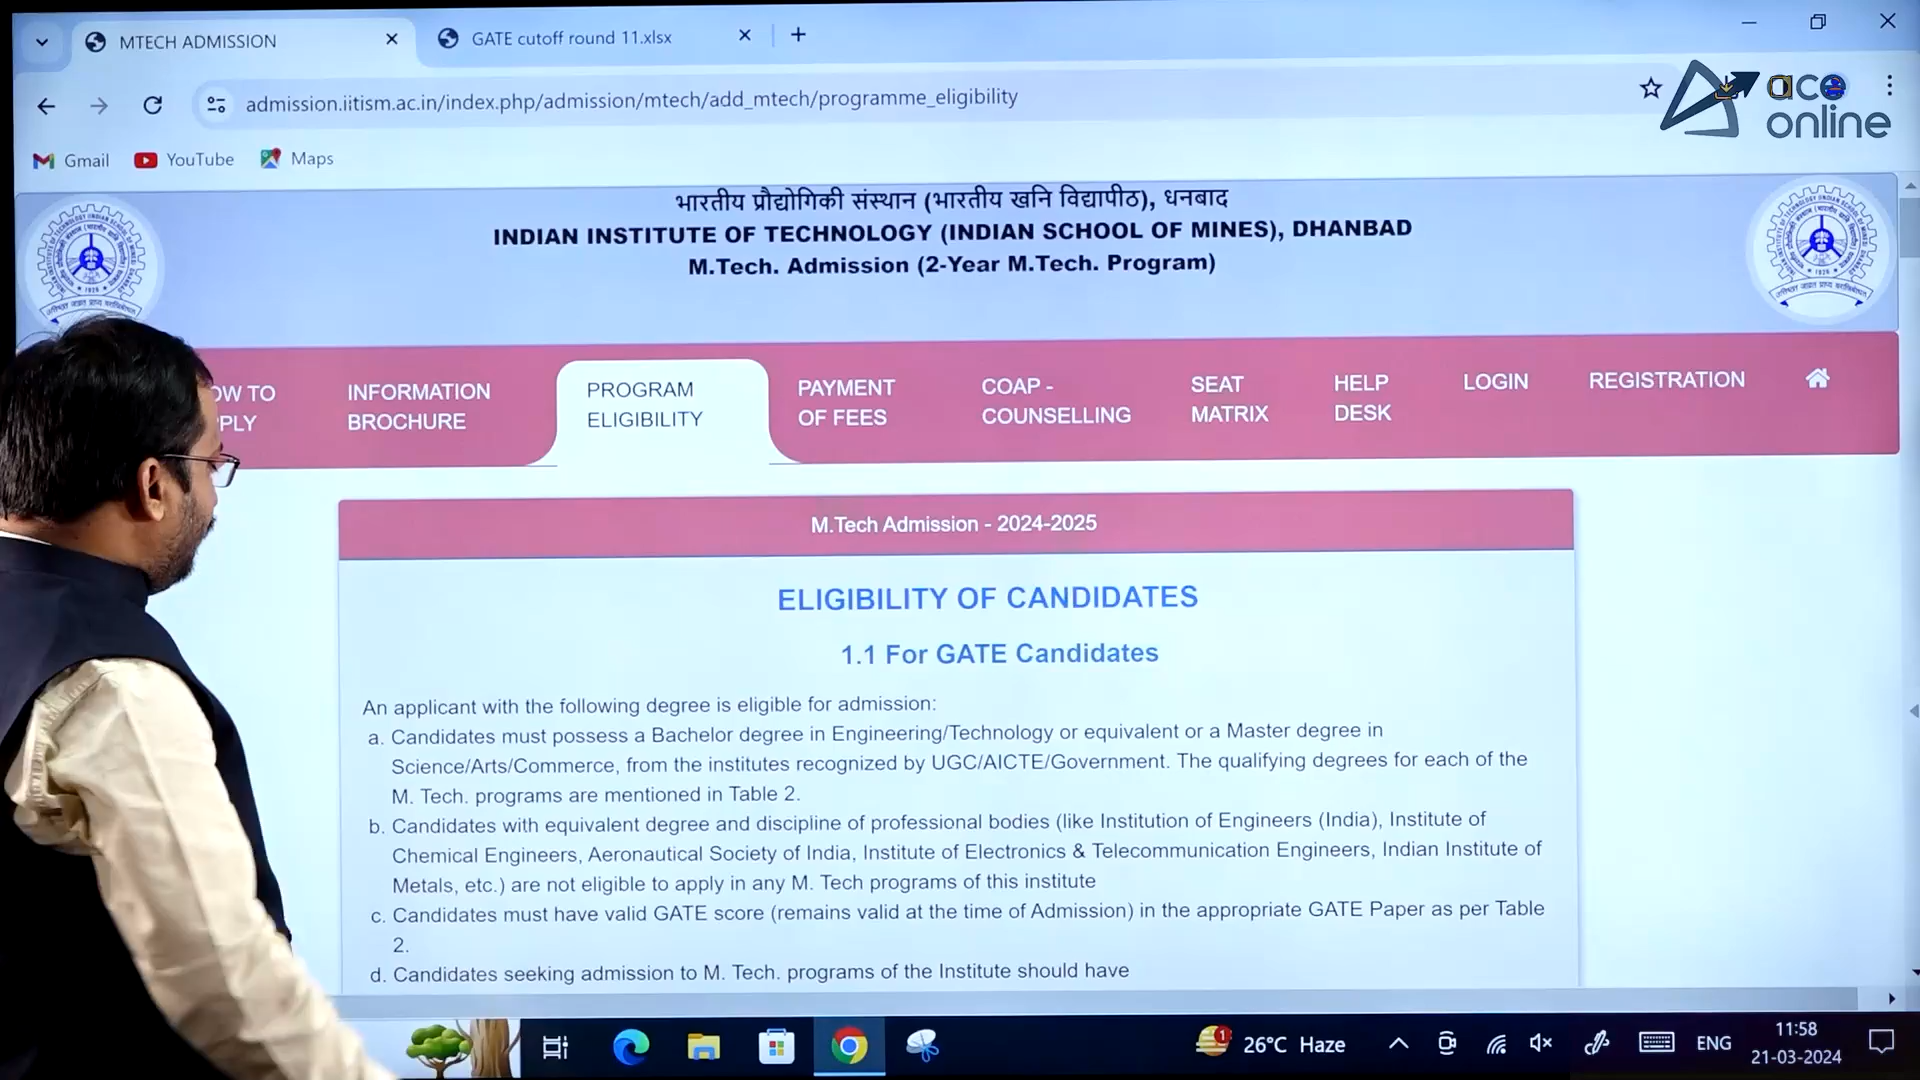 MTECH ADMISSION
GATE cutoff round 11.xlsx
admission.iitism.ac.in/index.php/admission/mtech/add_mtech/programme_eligibility
ace
online
Gmail
YouTube
Maps
भारतीय प्रौद्योगिकी संस्थान (भारतीय खनि विद्यापीठ), धनबाद
INDIAN INSTITUTE OF TECHNOLOGY (INDIAN SCHOOL OF MINES), DHANBAD
M.Tech. Admission (2-Year M.Tech. Program)
OW TO
PLY
INFORMATION
BROCHURE
PROGRAM
ELIGIBILITY
PAYMENT
OF FEES
COAP -
COUNSELLING
SEAT
MATRIX
HELP
DESK
LOGIN
REGISTRATION
M.Tech Admission - 2024-2025
ELIGIBILITY OF CANDIDATES
1.1 For GATE Candidates
An applicant with the following degree is eligible for admission:
a. Candidates must possess a Bachelor degree in Engineering/Technology or equivalent or a Master degree in
Science/Arts/Commerce, from the institutes recognized by UGC/AICTE/Government. The qualifying degrees for each of the
M. Tech. programs are mentioned in Table 2.
b. Candidates with equivalent degree and discipline of professional bodies (like Institution of Engineers (India), Institute of
Chemical Engineers, Aeronautical Society of India, Institute of Electronics & Telecommunication Engineers, Indian Institute of
Metals, etc.) are not eligible to apply in any M. Tech programs of this institute
c. Candidates must have valid GATE score (remains valid at the time of Admission) in the appropriate GATE Paper as per Table
2.
d. Candidates seeking admission to M. Tech. programs of the Institute should have
1
26°C Haze
ENG
11:58
21-03-2024